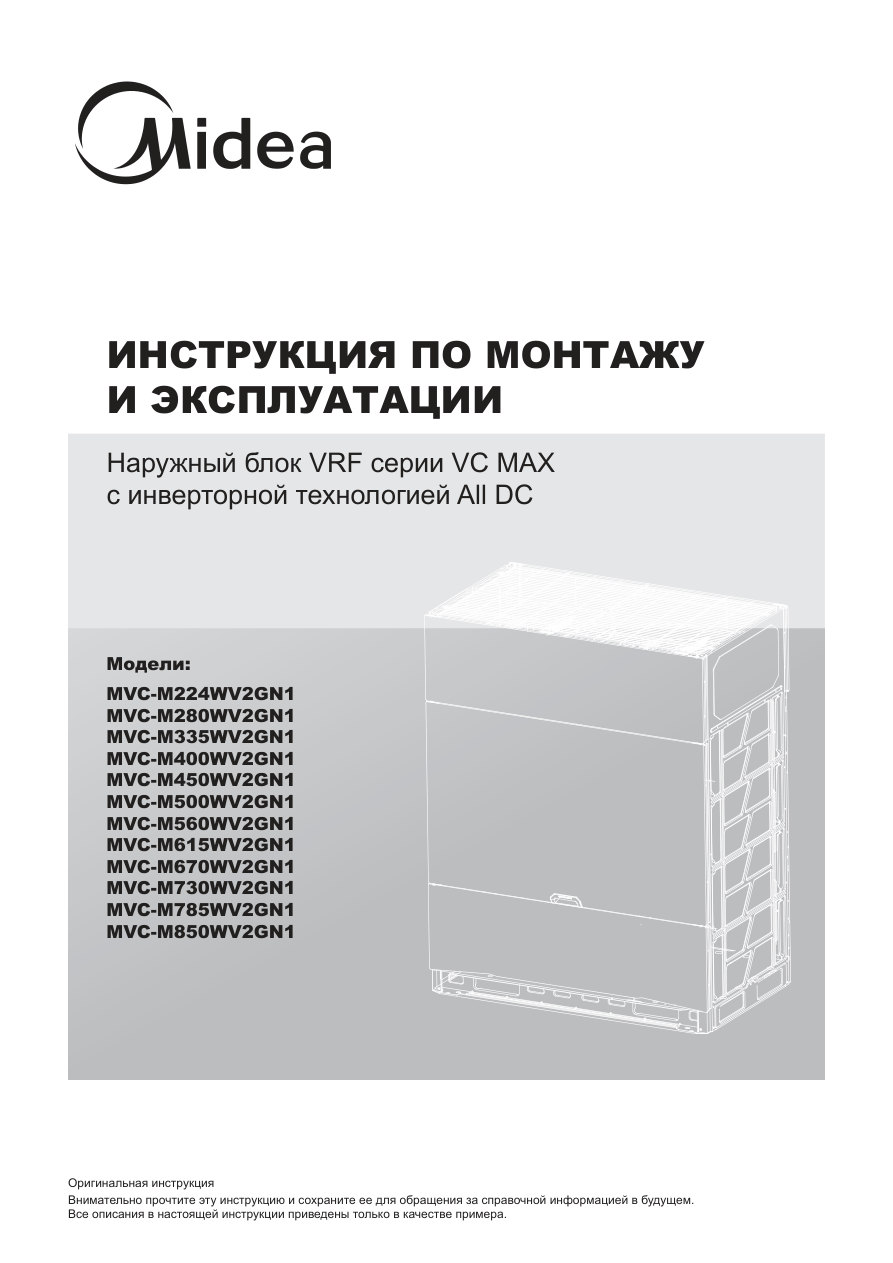 Midea
ИНСТРУКЦИЯ ПО МОНТАЖУ
И ЭКСПЛУАТАЦИИ
Наружный блок VRF серии VC MAX
с инверторной технологией All DC
Модели:
MVC-M224WV2GN1
MVC-M280WV2GN1
MVC-M335WV2GN1
MVC-M400WV2GN1
MVC-M450WV2GN1
MVC-M500WV2GN1
MVC-M560WV2GN1
MVC-M615WV2GN1
MVC-M670WV2GN1
MVC-M730WV2GN1
MVC-M785WV2GN1
MVC-M850WV2GN1
Оригинальная инструкция
Внимательно прочтите эту инструкцию и сохраните ее для обращения за справочной информацией в будущем.
Все описания в настоящей инструкции приведены только в качестве примера.